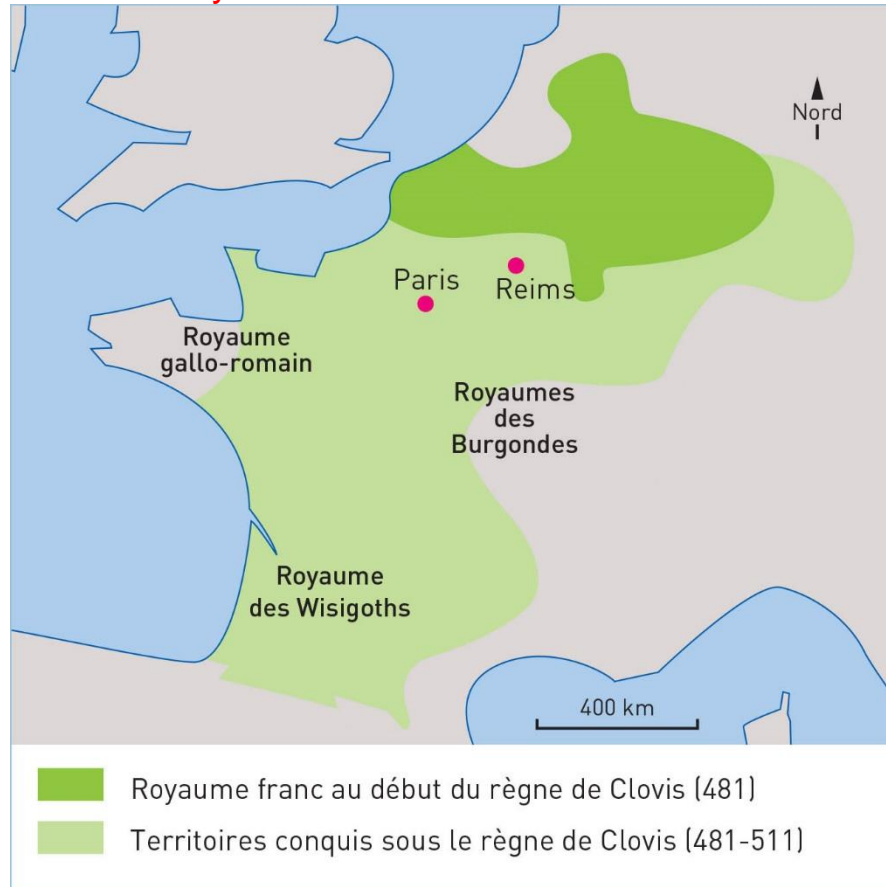 Nord
Paris
Reims
Royaume
gallo-romain
Royaumes
des
Burgondes
Royaume
des Wisigoths
400 km
Royaume franc au début du règne de Clovis (481)
Territoires conquis sous le règne de Clovis (481-511)